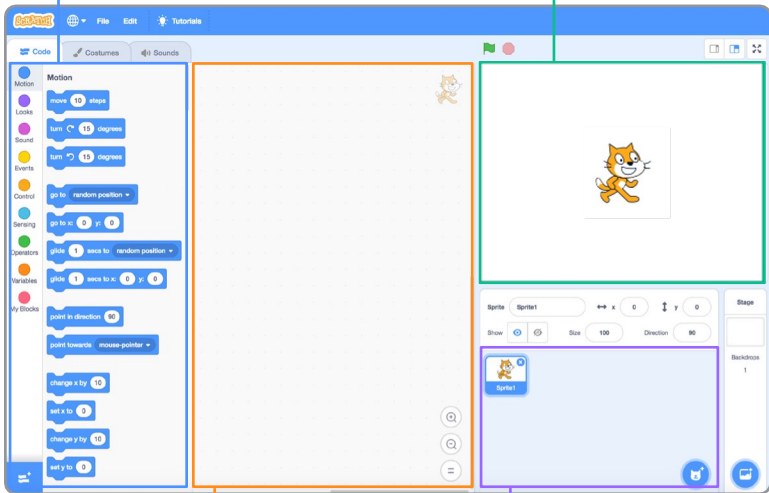 SCRATCH File Edit Tutorials
Code Costumes Sounds
Motion
Looks
Sound
Events
Control
Sensing
Operators
Variables
My Blocks
Motion
move 10 steps
turn 15 degrees
turn 15 degrees
go to random position
go to x: 0 y: 0
glide 1 secs to random position
glide 1 secs to x: 0 y: 0
point in direction 90
point towards mouse-pointer
change x by 10
set x to 0
change y by 10
set y to 0
Sprite Sprite1 x 0 y 0
Show Size 100 Direction 90
Sprite1
Stage
Backdrops
1